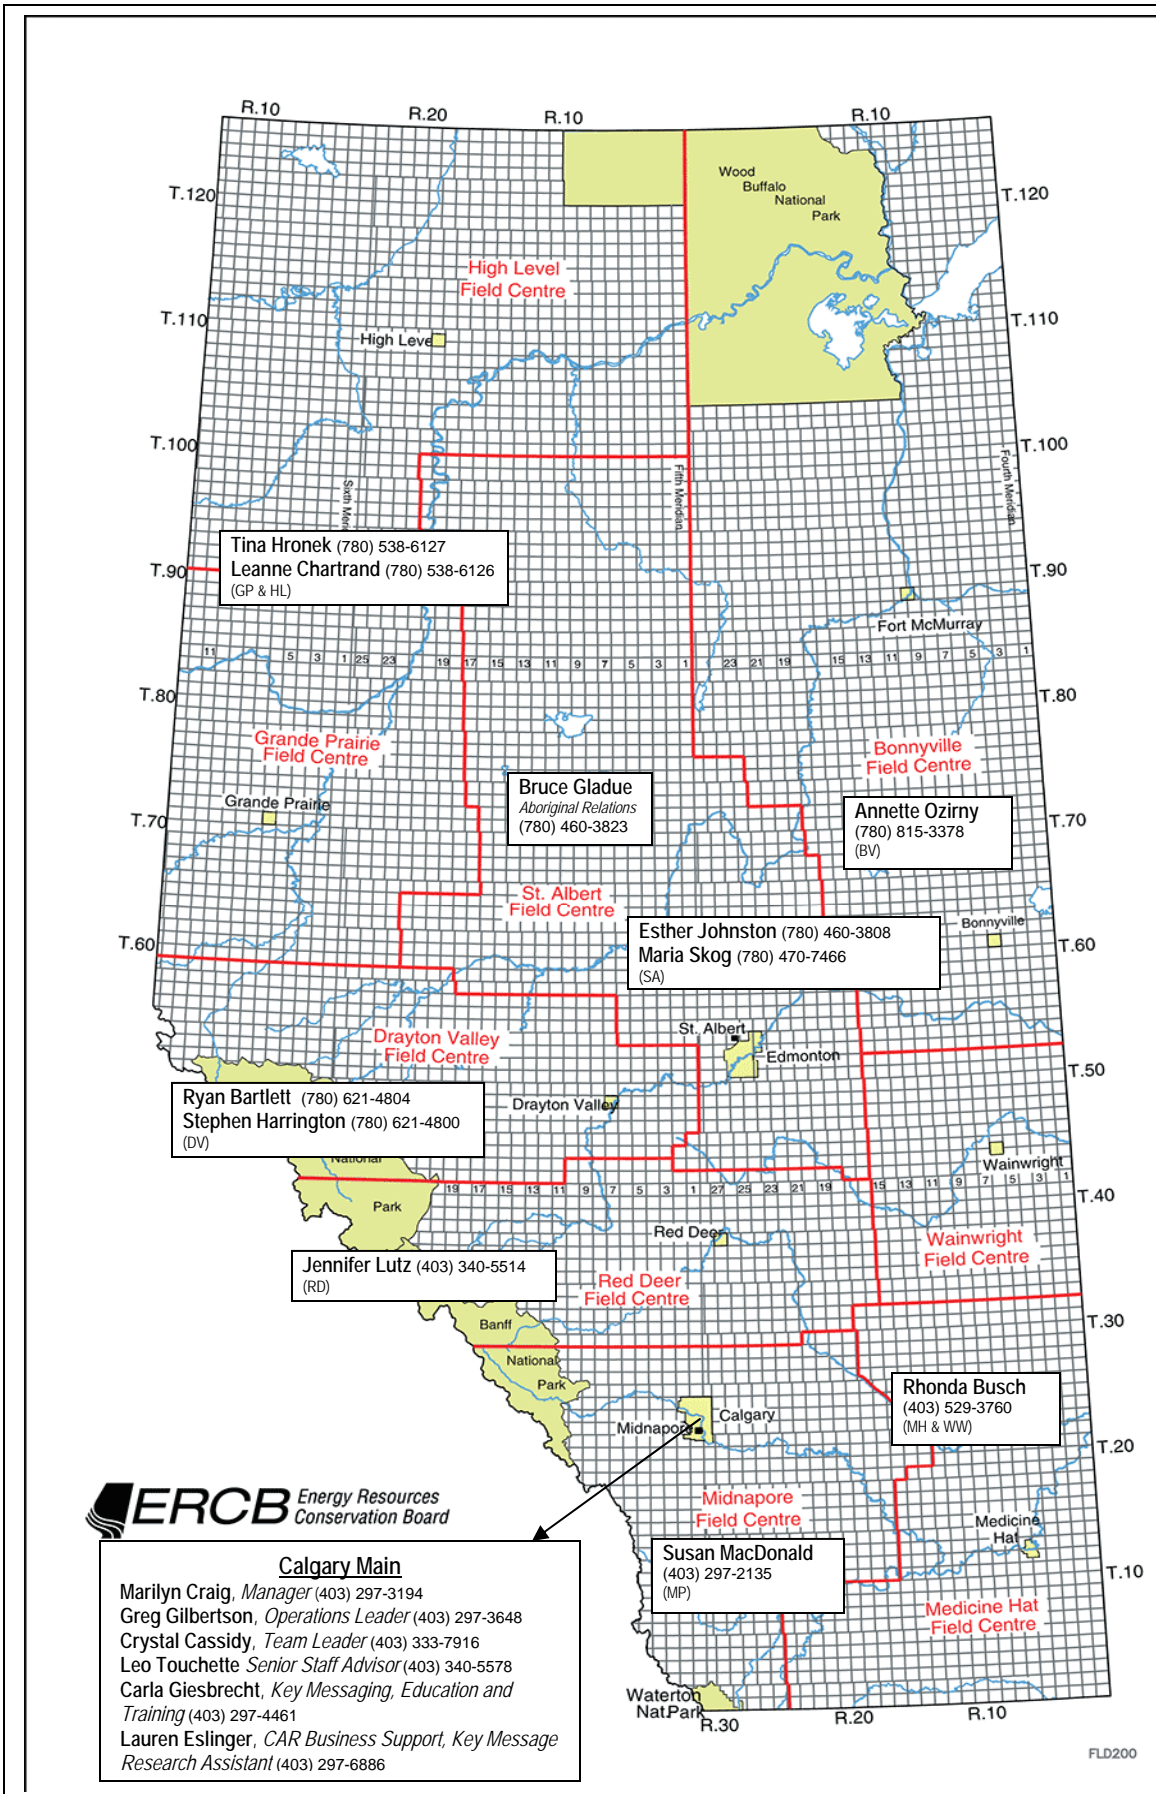 R.10
R.20
R.10
R.10
T.120
Wood
Buffalo
National
Park
T.120
High Level
Field Centre
T.110
T.110
High Leve
T.100
T.100
Sixth Meri
Fifth Meridian
Fourth Meridian
Tina Hronek (780) 538-6127
Leanne Chartrand (780) 538-6126
(GP & HL)
T.90
T.90
Fort McMurray
11 5 3 1 25 23 19 17 15 13 11 9 7 5 3 1 23 21 19 15 13 11 9 7 5 3 1
T.80
T.80
Grande Prairie
Field Centre
Bonnyville
Field Centre
Grande Prairie
Bruce Gladue
Aboriginal Relations
(780) 460-3823
Annette Ozirny
(780) 815-3378
(BV)
T.70
T.70
St. Albert
Field Centre
Esther Johnston (780) 460-3808
Maria Skog (780) 470-7466
(SA)
Bonnyville
T.60
T.60
Drayton Valley
Field Centre
St. Albert
Edmonton
T.50
Ryan Bartlett (780) 621-4804
Stephen Harrington (780) 621-4800
(DV)
Drayton Valley
National
Park
Wainwright
19 17 15 13 11 9 7 5 3 1 27 25 23 21 19 15 13 11 9 7 5 3 1
T.40
Red Deer
Wainwright
Field Centre
Jennifer Lutz (403) 340-5514
(RD)
Red Deer
Field Centre
Banff
National
Park
T.30
Rhonda Busch
(403) 529-3760
(MH & WW)
Calgary
Midnapore
T.20
ERCB Energy Resources
Conservation Board
Midnapore
Field Centre
Medicine
Hat
Susan MacDonald
(403) 297-2135
(MP)
T.10
Medicine Hat
Field Centre
Calgary Main
Marilyn Craig, Manager (403) 297-3194
Greg Gilbertson, Operations Leader (403) 297-3648
Crystal Cassidy, Team Leader (403) 333-7916
Leo Touchette Senior Staff Advisor (403) 340-5578
Carla Giesbrecht, Key Messaging, Education and
Training (403) 297-4461
Lauren Eslinger, CAR Business Support, Key Message
Research Assistant (403) 297-6886
Waterton
Nat.Park
R.30
R.20
R.10
FLD200